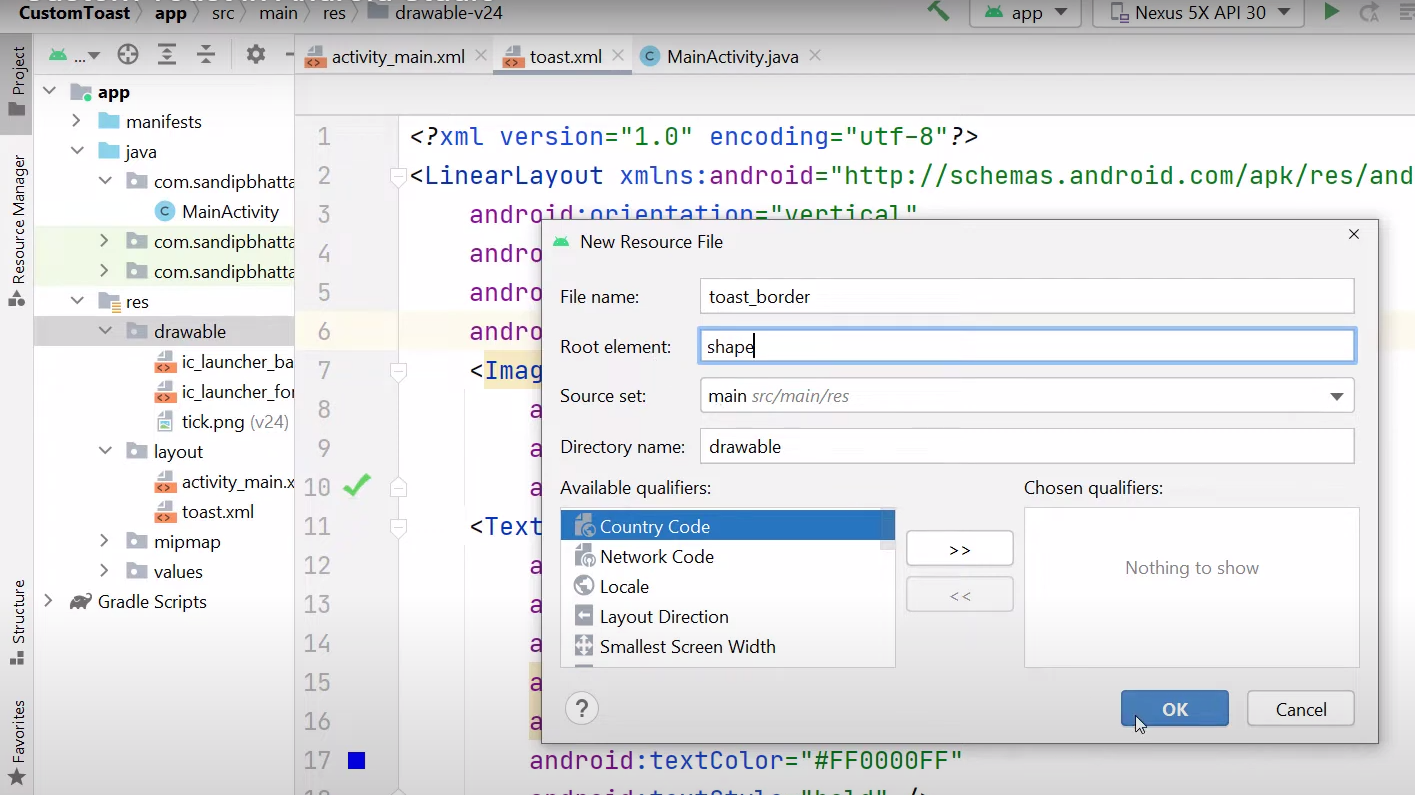 CustomToast app src main res drawable-v24
app Nexus 5X API 30
Project
Resource Manager
Structure
Favorites
...
app
manifests
java
com.sandipbhatta
MainActivity
com.sandipbhatta
com.sandipbhatta
res
drawable
ic_launcher_ba
ic_launcher_for
tick.png (v24)
layout
activity_main.x
toast.xml
mipmap
values
Gradle Scripts
activity_main.xml toast.xml MainActivity.java
1 <?xml version="1.0" encoding="utf-8"?>
2 <LinearLayout xmlns:android="http://schemas.android.com/apk/res/and
3 android:orientation="vertical"
4 andro
5 andro
6 andro
7 <Imag
8 a
9 a
10 a
11 <Text
12 a
13 a
14 a
15 a
16 a
17 android:textColor="#FF0000FF"
18 android:textStyle="bold" />
New Resource File
File name: toast_border
Root element: shape
Source set: main src/main/res
Directory name: drawable
Available qualifiers:
Country Code
Network Code
Locale
Layout Direction
Smallest Screen Width
>>
<<
Chosen qualifiers:
Nothing to show
?
OK
Cancel